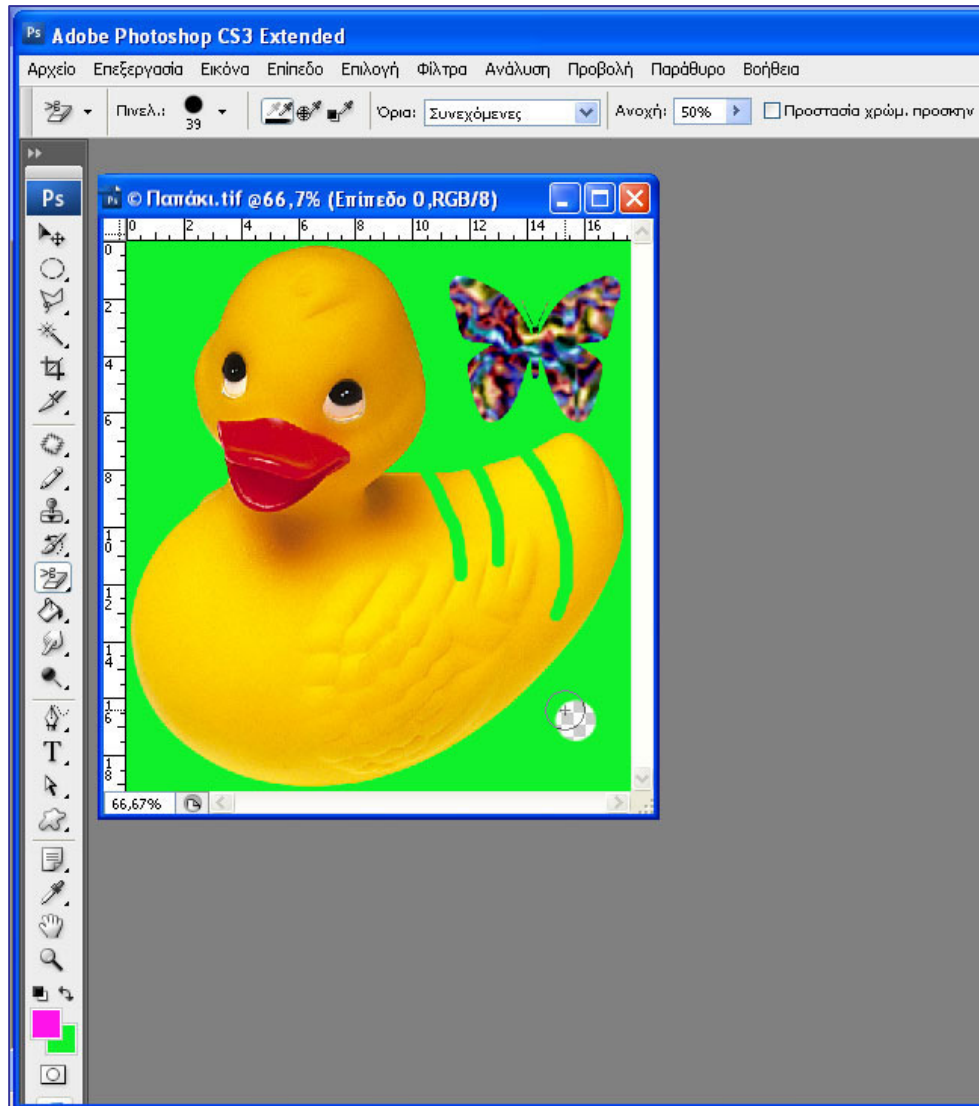 Ps Adobe Photoshop CS3 Extended
Αρχείο Επεξεργασία Εικόνα Επίπεδο Επιλογή Φίλτρα Ανάλυση Προβολή Παράθυρο Βοήθεια
Πινελ.: 39 Όρια: Συνεχόμενες Ανοχή: 50% Προστασία χρώμ. προσκην
Ps
© Παπάκι.tif @66,7% (Επίπεδο 0,RGB/8)
0 2 4 6 8 10 12 14 16
0
2
4
6
8
10
12
14
16
18
T
66,67%